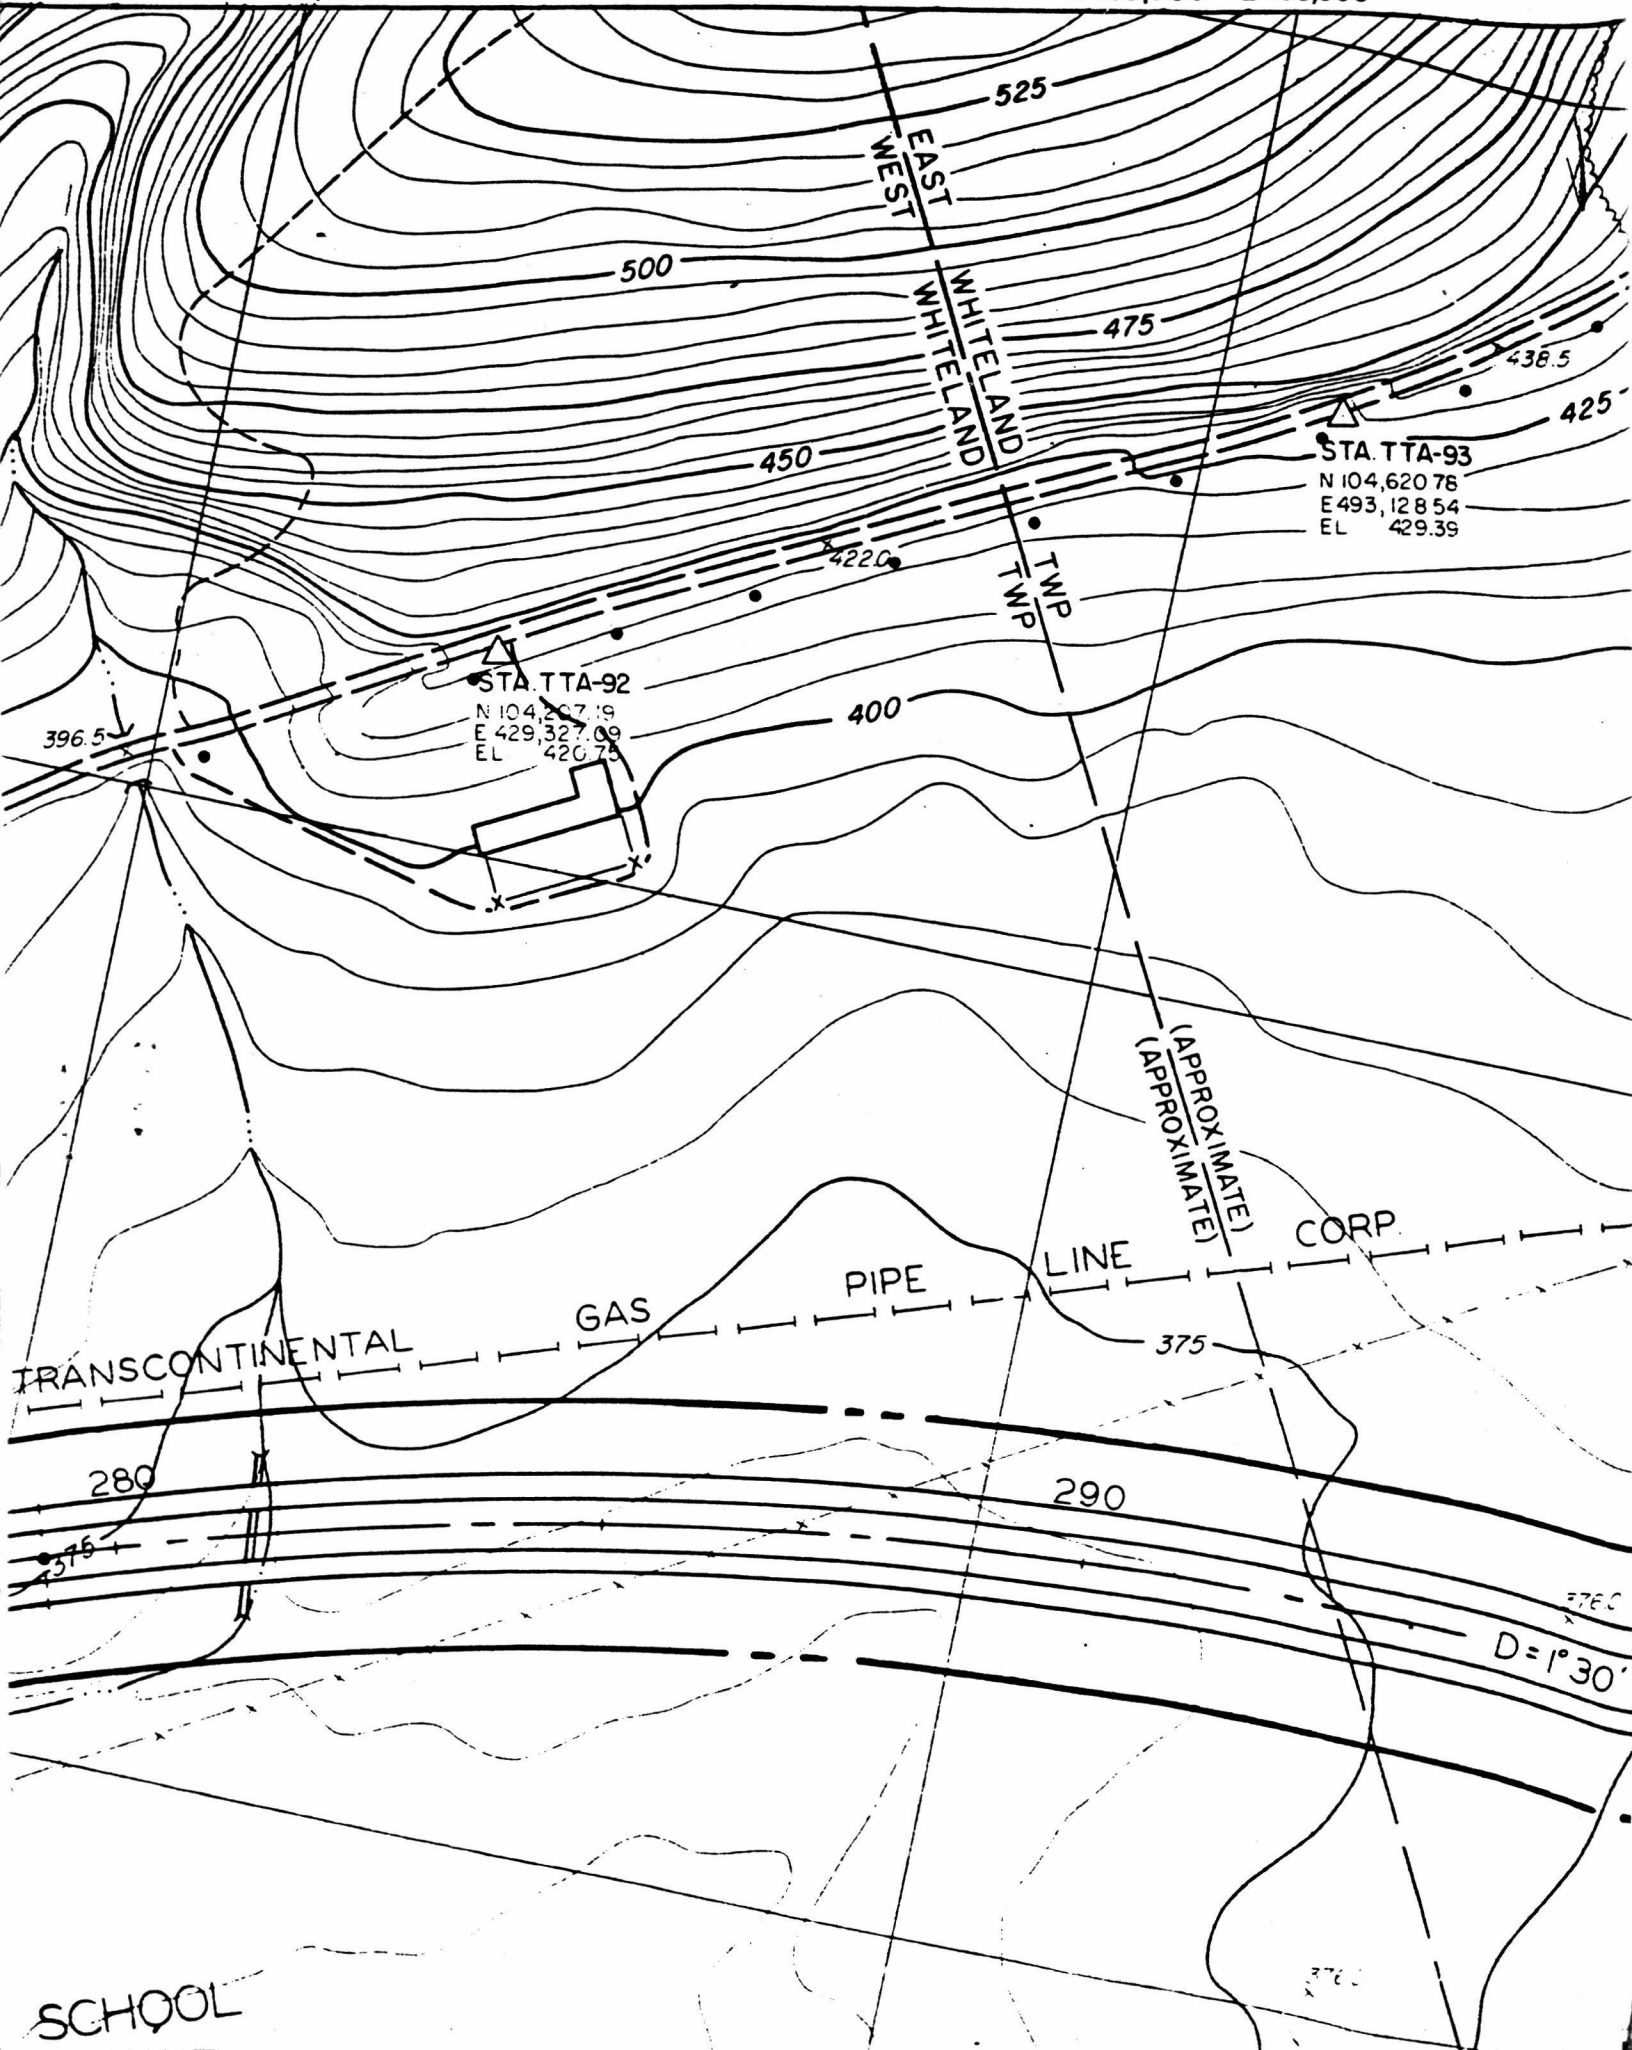 525
EAST
WEST
500
WHITELAND
WHITELAND
475
438.5
425
450
STA. TTA-93
N 104,620 78
E 493,128 54
EL 429.39
422.0
TWP
TWP
STA. TTA-92
N 104,207.19
E 429,327.09
EL 420.75
400
396.5
(APPROXIMATE)
(APPROXIMATE)
TRANSCONTINENTAL GAS PIPE LINE CORP.
375
280
290
375
376.0
D = 1° 30'
SCHOOL